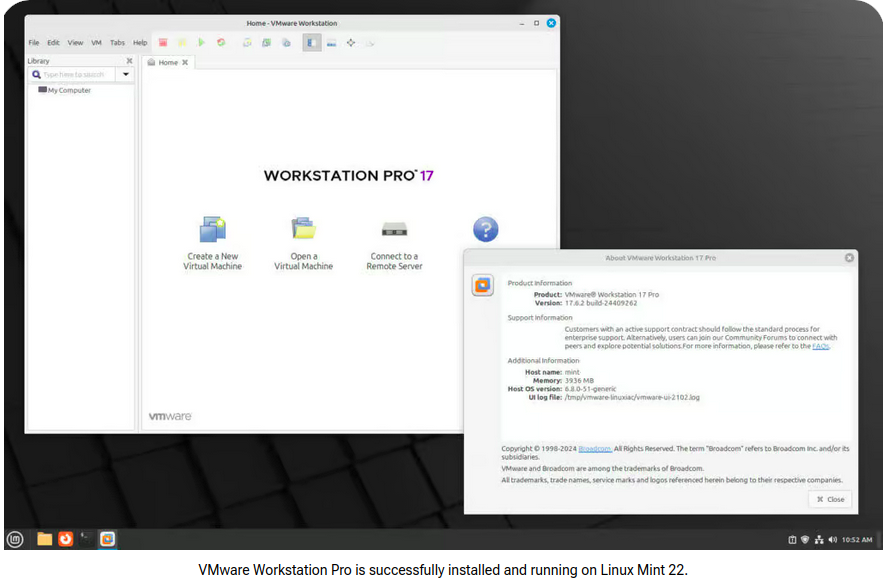 Home - VMware Workstation
File Edit View VM Tabs Help
Library
Type here to search
My Computer
Home
WORKSTATION PRO™ 17
Create a New
Virtual Machine
Open a
Virtual Machine
Connect to a
Remote Server
?
vmware
About VMware Workstation 17 Pro
Product Information
Product: VMware® Workstation 17 Pro
Version: 17.6.2 build-24409262
Support Information
Customers with an active support contract should follow the standard process for
enterprise support. Alternatively, users can join our Community Forums to connect with
peers and explore potential solutions.For more information, please refer to the FAQs.
Additional Information
Host name: mint
Memory: 3936 MB
Host OS version: 6.8.0-51-generic
UI log file: /tmp/vmware-linuxiac/vmware-ui-2102.log
Copyright © 1998-2024 Broadcom. All Rights Reserved. The term "Broadcom" refers to Broadcom Inc. and/or its
subsidiaries.
VMware and Broadcom are among the trademarks of Broadcom.
All trademarks, trade names, service marks and logos referenced herein belong to their respective companies.
Close
10:52 AM
VMware Workstation Pro is successfully installed and running on Linux Mint 22.